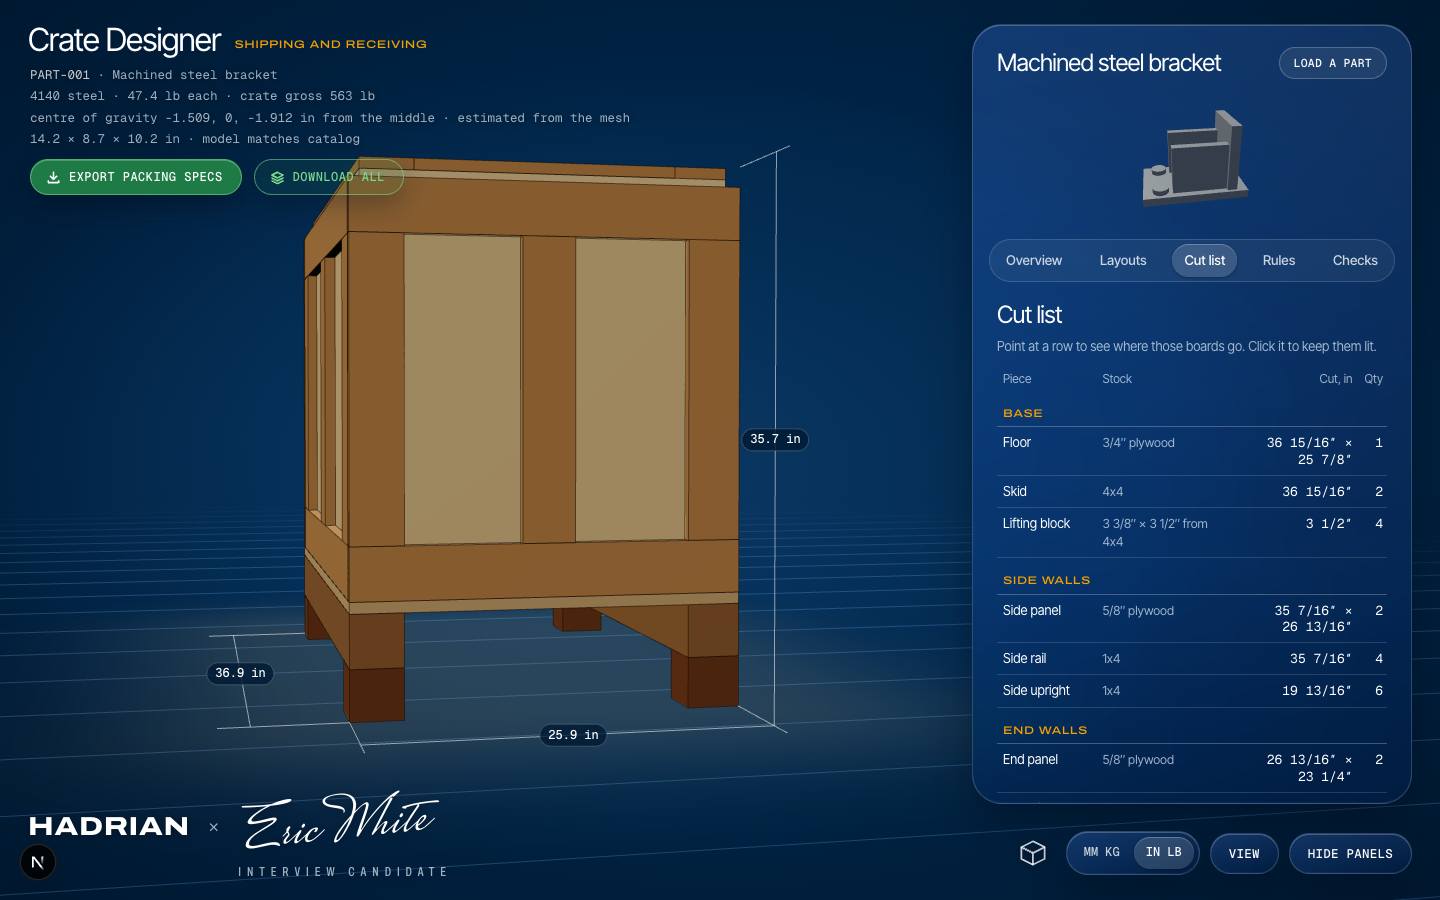 Crate Designer SHIPPING AND RECEIVING
PART-001 · Machined steel bracket
4140 steel · 47.4 lb each · crate gross 563 lb
centre of gravity -1.509, 0, -1.912 in from the middle · estimated from the mesh
14.2 × 8.7 × 10.2 in · model matches catalog
EXPORT PACKING SPECS
DOWNLOAD ALL
35.7 in
36.9 in
25.9 in
HADRIAN × Eric White
INTERVIEW CANDIDATE
N
Machined steel bracket
LOAD A PART
Overview Layouts Cut list Rules Checks
Cut list
Point at a row to see where those boards go. Click it to keep them lit.
Piece Stock Cut, in Qty
BASE
Floor 3/4″ plywood 36 15/16″ × 1
25 7/8″
Skid 4x4 36 15/16″ 2
Lifting block 3 3/8″ × 3 1/2″ from 3 1/2″ 4
4x4
SIDE WALLS
Side panel 5/8″ plywood 35 7/16″ × 2
26 13/16″
Side rail 1x4 35 7/16″ 4
Side upright 1x4 19 13/16″ 6
END WALLS
End panel 5/8″ plywood 26 13/16″ × 2
23 1/4″
MM KG IN LB
VIEW
HIDE PANELS